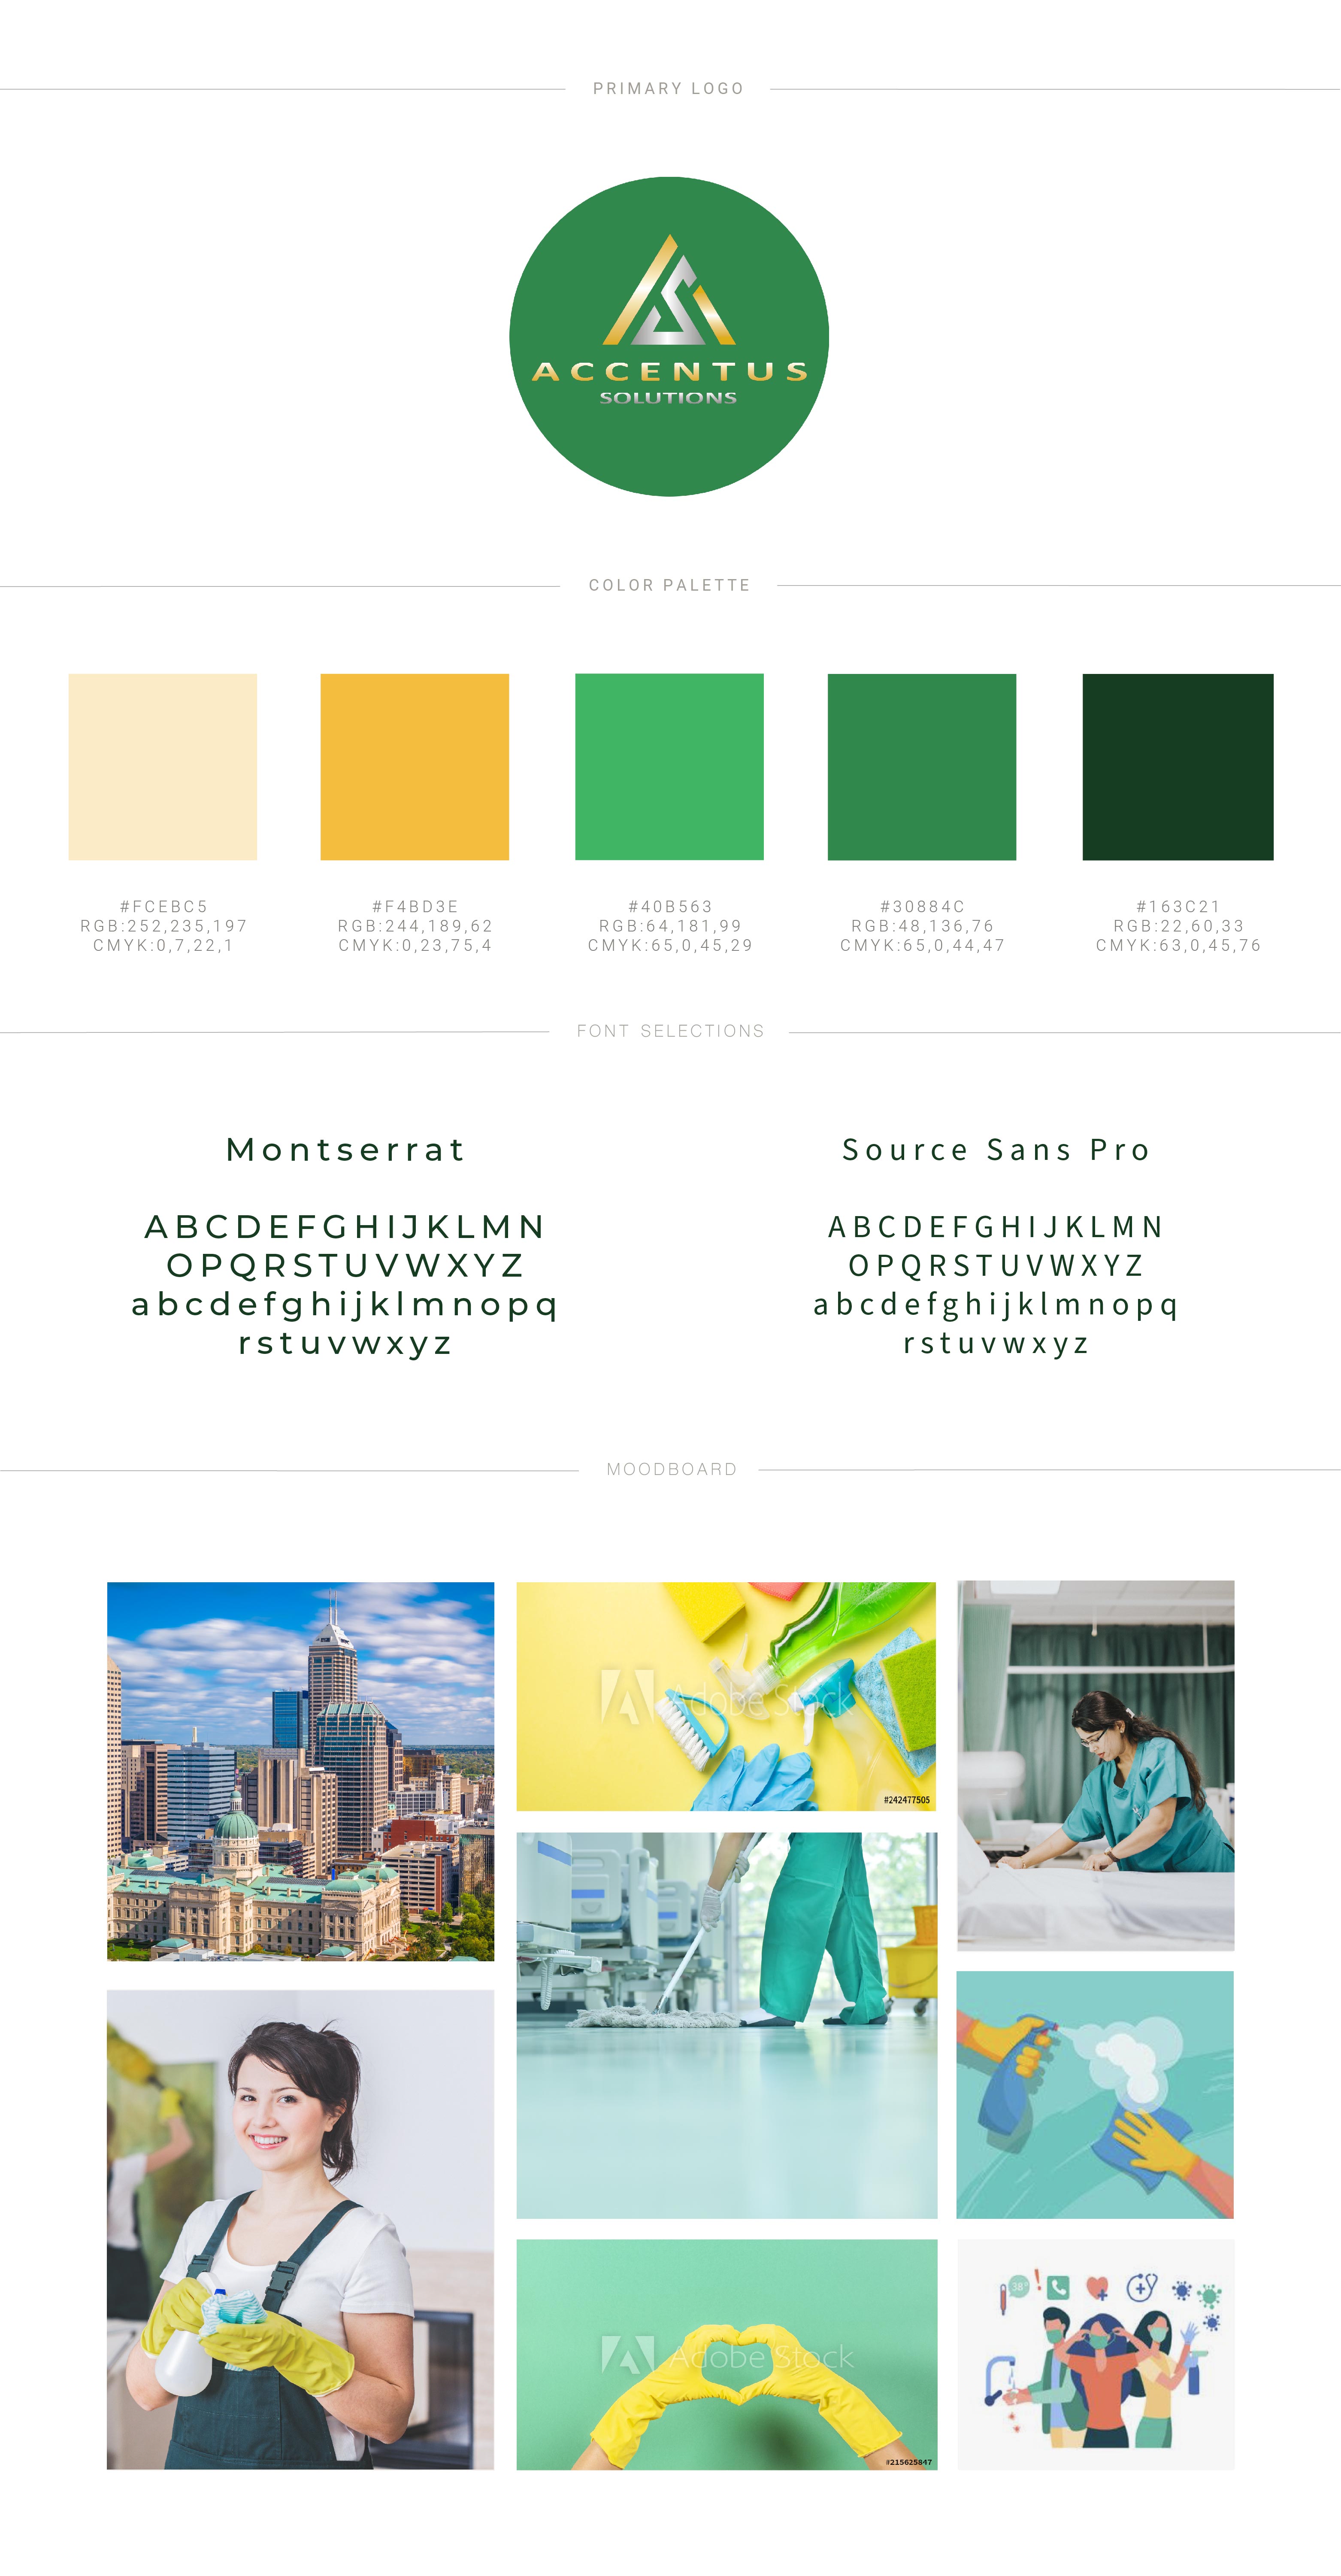 PRIMARY LOGO
ACCENTUS
SOLUTIONS
COLOR PALETTE
#FCEBC5
RGB:252,235,197
CMYK:0,7,22,1
#F4BD3E
RGB:244,189,62
CMYK:0,23,75,4
#40B563
RGB:64,181,99
CMYK:65,0,45,29
#30884C
RGB:48,136,76
CMYK:65,0,44,47
#163C21
RGB:22,60,33
CMYK:63,0,45,76
FONT SELECTIONS
Montserrat
ABCDEFGHIJKLMN
OPQRSTUVWXYZ
abcdefghijklmnopq
rstuvwxyz
Source Sans Pro
ABCDEFGHIJKLMN
OPQRSTUVWXYZ
abcdefghijklmnopq
rstuvwxyz
MOODBOARD
Adobe Stock
#242477505
Adobe Stock
#215625847
38°